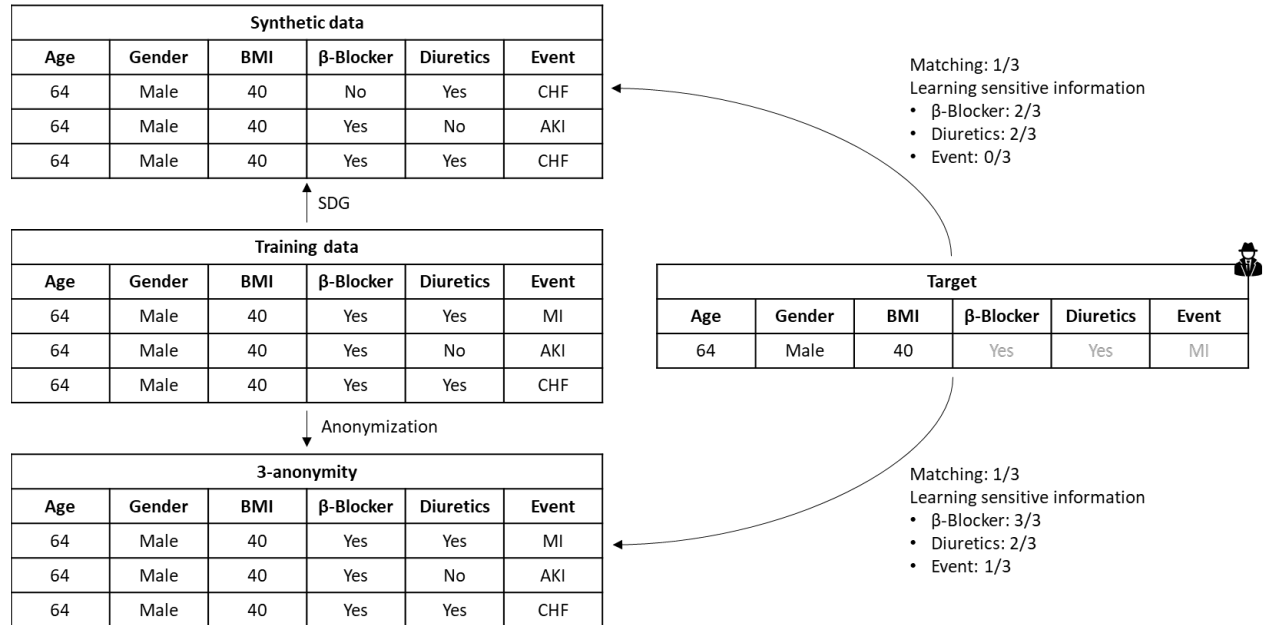 Synthetic data
Age Gender BMI β-Blocker Diuretics Event
64 Male 40 No Yes CHF
64 Male 40 Yes No AKI
64 Male 40 Yes Yes CHF
SDG
Training data
Age Gender BMI β-Blocker Diuretics Event
64 Male 40 Yes Yes MI
64 Male 40 Yes No AKI
64 Male 40 Yes Yes CHF
Anonymization
3-anonymity
Age Gender BMI β-Blocker Diuretics Event
64 Male 40 Yes Yes MI
64 Male 40 Yes No AKI
64 Male 40 Yes Yes CHF
Matching: 1/3
Learning sensitive information
• β-Blocker: 2/3
• Diuretics: 2/3
• Event: 0/3
Target
Age Gender BMI β-Blocker Diuretics Event
64 Male 40 Yes Yes MI
Matching: 1/3
Learning sensitive information
• β-Blocker: 3/3
• Diuretics: 2/3
• Event: 1/3